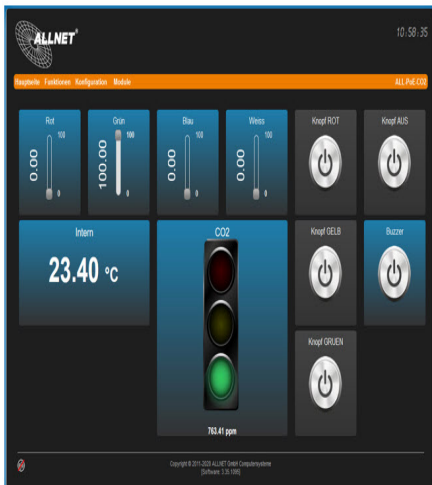 ALLNET®
10:58:35
Hauptseite Funktionen Konfiguration Module
ALL PoE-CO2
Rot
100
0.00
0
Grün
100
100.00
0
Blau
100
0.00
0
Weiss
100
0.00
0
Knopf ROT
Knopf AUS
Intern
23.40 °C
CO2
763.41 ppm
Knopf GELB
Buzzer
Knopf GRUEN
Copyright © 2011-2020 ALLNET GmbH Computersysteme